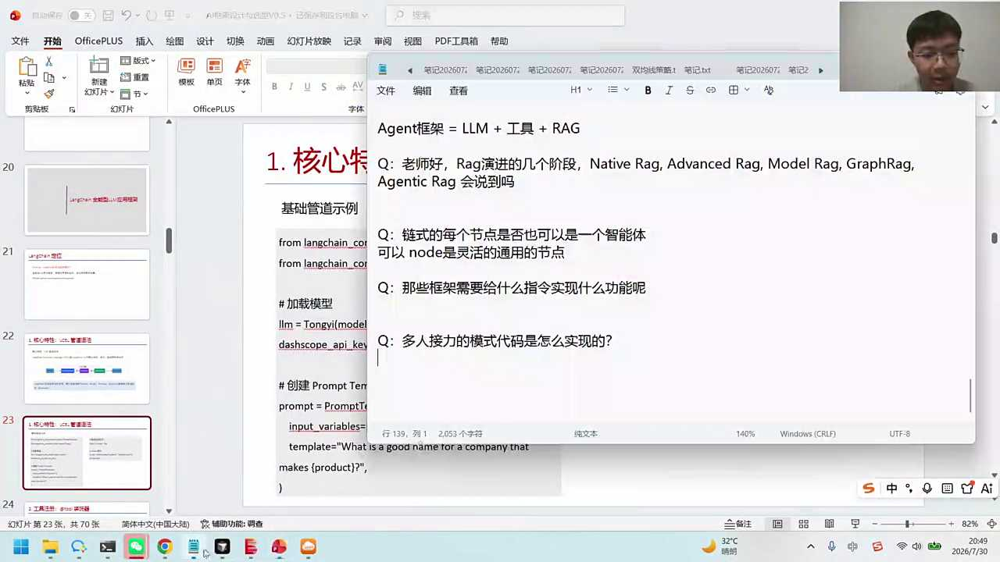 自动保存
关
AI框架设计与选型V0.5 • 还保存到这台电脑
搜索
文件 开始 OfficePLUS 插入 绘图 设计 切换 动画 幻灯片放映 记录 审阅 视图 PDF工具箱 帮助
粘贴
剪贴板
新建
幻灯片
版式
重置
节
幻灯片
模板
单页
字体
OfficePLUS
B I U S ab AV
字体
笔记202607 笔记202607 笔记202607 笔记202607 双均线策略.t 笔记.txt 笔记202607 笔记2
文件 编辑 查看
H1 B I S
Agent框架 = LLM + 工具 + RAG
Q：老师好，Rag演进的几个阶段，Native Rag, Advanced Rag, Model Rag, GraphRag,
Agentic Rag 会说到吗
Q：链式的每个节点是否也可以是一个智能体
可以 node是灵活的通用的节点
Q：那些框架需要给什么指令实现什么功能呢
Q：多人接力的模式代码是怎么实现的？
行 139，列 1 2,053 个字符 纯文本 140% Windows (CRLF) UTF-8
20
LangChain 全能型LLM应用框架
21
LangChain 定位
22
1. 核心特性：LCEL 管道语法
23
1. 核心特性：LCEL 管道语法
24
2. 工具注册：@tool 装饰器
1. 核心特
基础管道示例
from langchain_cor
from langchain_cor
# 加载模型
llm = Tongyi(model
dashscope_api_key
# 创建 Prompt Tem
prompt = PromptTe
input_variables=
template="What is a good name for a company that
makes {product}?",
)
中
幻灯片 第 23 张，共 70 张 简体中文(中国大陆) 辅助功能: 调查 备注 82%
32°C
晴朗
中
20:49
2026/7/30